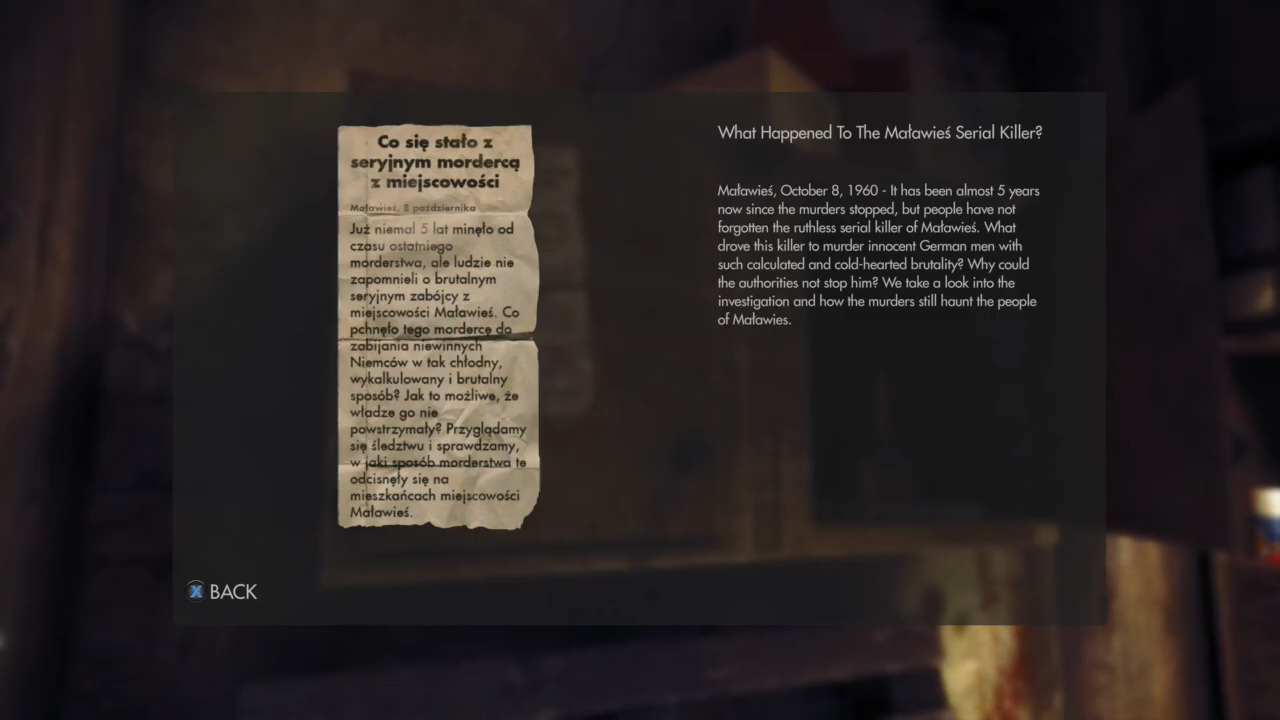 Co się stało z
seryjnym mordercą
z miejscowości
Maławieś, 8 października
Już niemal 5 lat minęło od
czasu ostatniego
morderstwa, ale ludzie nie
zapomnieli o brutalnym
seryjnym zabójcy z
miejscowości Maławieś. Co
pchnęło tego mordercę do
zabijania niewinnych
Niemców w tak chłodny,
wykalkulowany i brutalny
sposób? Jak to możliwe, że
władze go nie
powstrzymały? Przyglądamy
się śledztwu i sprawdzamy,
w jaki sposób morderstwa te
odcisnęły się na
mieszkańcach miejscowości
Maławieś.
What Happened To The Maławieś Serial Killer?
Maławieś, October 8, 1960 - It has been almost 5 years
now since the murders stopped, but people have not
forgotten the ruthless serial killer of Maławieś. What
drove this killer to murder innocent German men with
such calculated and cold-hearted brutality? Why could
the authorities not stop him? We take a look into the
investigation and how the murders still haunt the people
of Maławies.
X BACK